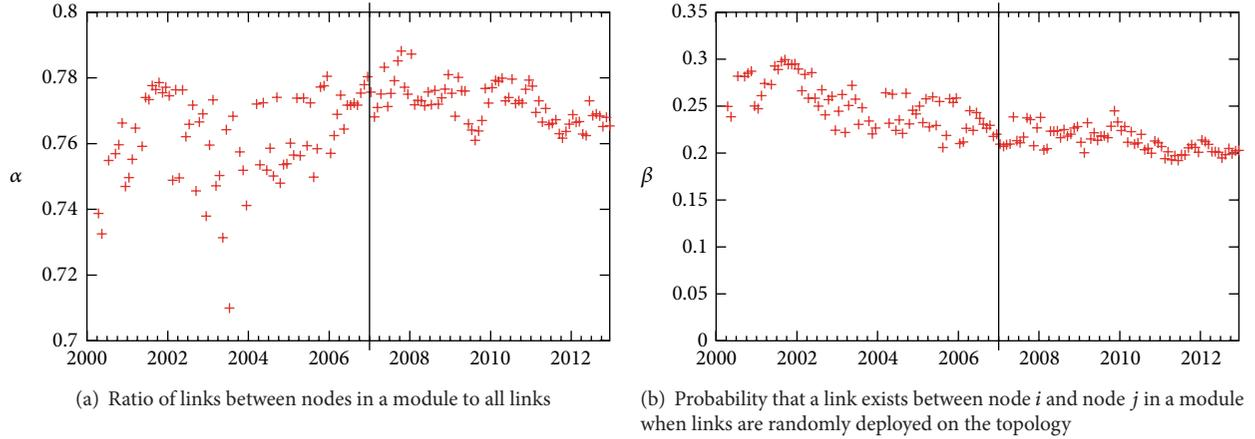 0.8
0.78
0.76
0.74
0.72
0.7
α
2000 2002 2004 2006 2008 2010 2012
(a) Ratio of links between nodes in a module to all links
0.35
0.3
0.25
0.2
0.15
0.1
0.05
0
β
2000 2002 2004 2006 2008 2010 2012
(b) Probability that a link exists between node i and node j in a module
when links are randomly deployed on the topology